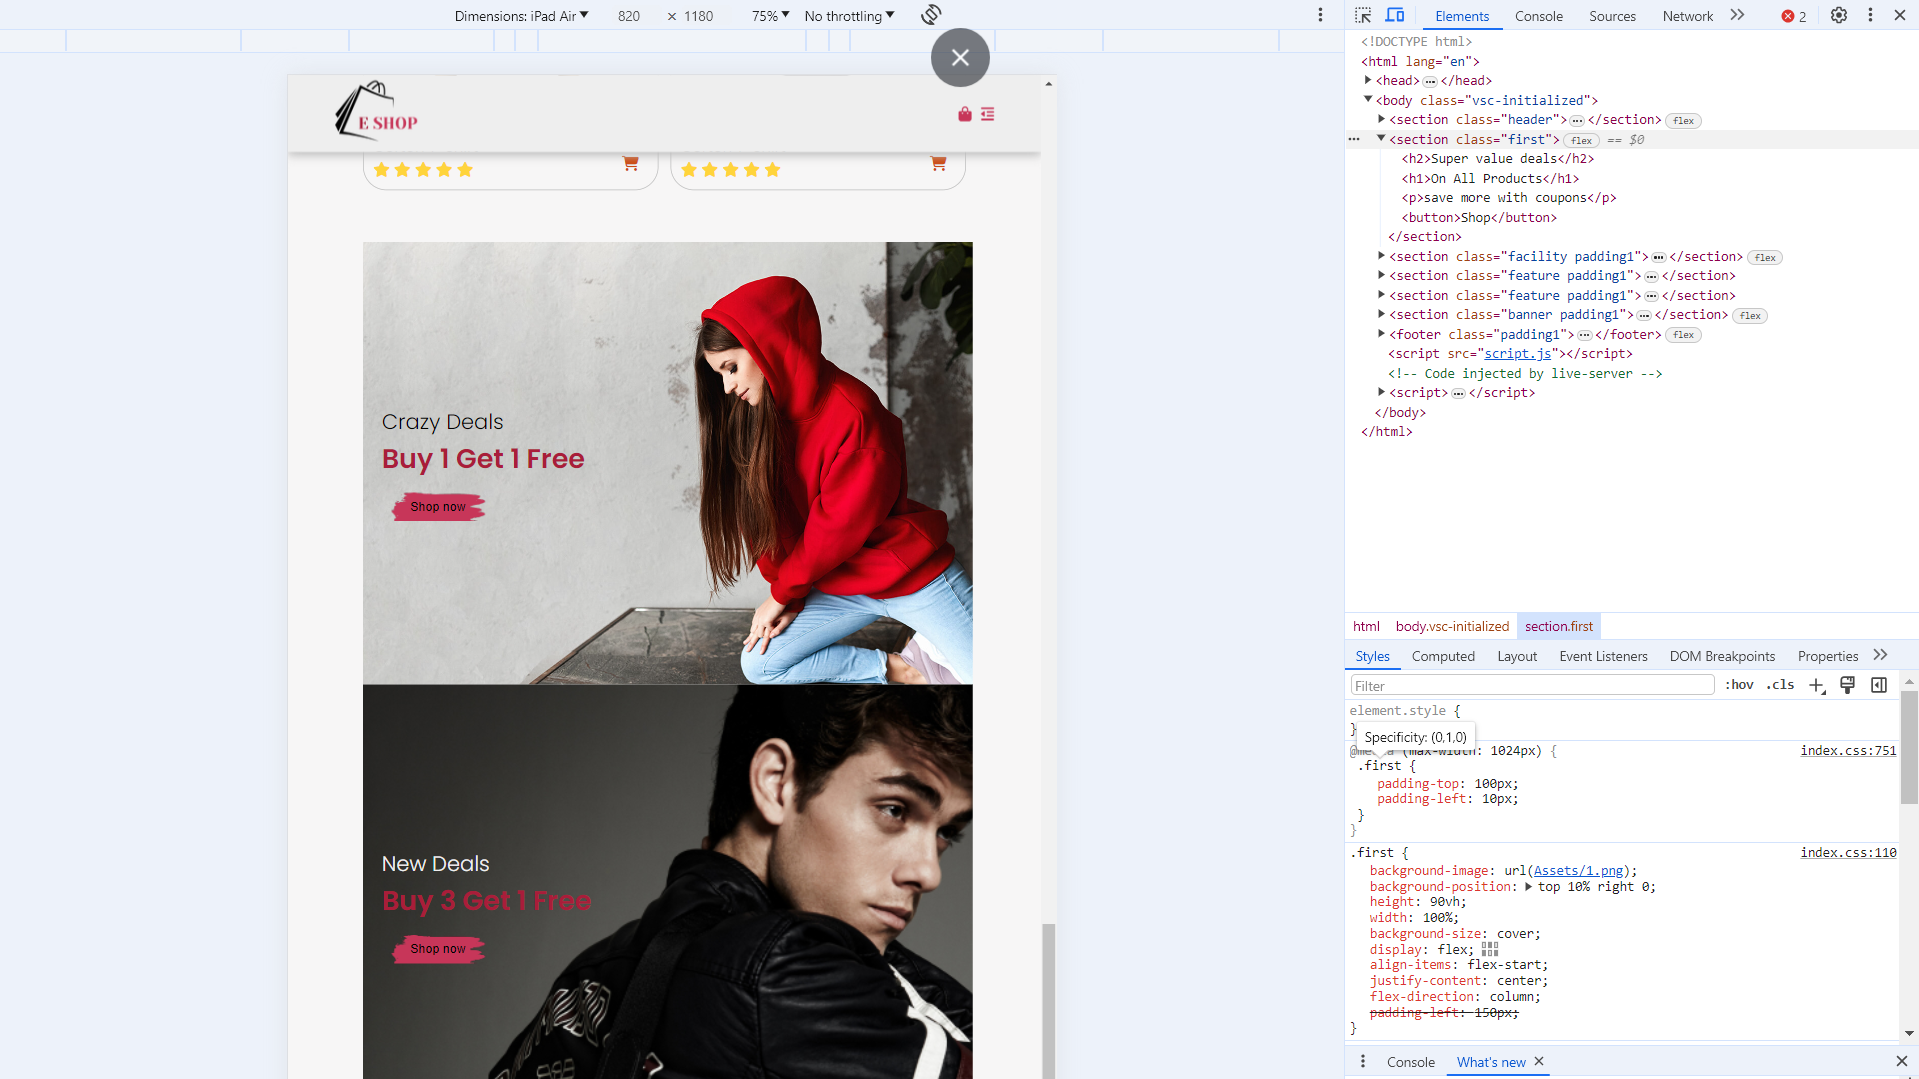 Dimensions: iPad Air 820 × 1180 75% No throttling
E SHOP
Crazy Deals
Buy 1 Get 1 Free
Shop now
New Deals
Buy 3 Get 1 Free
Shop now
Elements Console Sources Network 2
<!DOCTYPE html>
<html lang="en">
<head> ... </head>
<body class="vsc-initialized">
<section class="header"> ... </section> flex
... <section class="first"> flex == $0
<h2>Super value deals</h2>
<h1>On All Products</h1>
<p>save more with coupons</p>
<button>Shop</button>
</section>
<section class="facility padding1"> ... </section> flex
<section class="feature padding1"> ... </section>
<section class="feature padding1"> ... </section>
<section class="banner padding1"> ... </section> flex
<footer class="padding1"> ... </footer> flex
<script src="script.js"></script>
<!-- Code injected by live-server -->
<script> ... </script>
</body>
</html>
html body.vsc-initialized section.first
Styles Computed Layout Event Listeners DOM Breakpoints Properties
Filter :hov .cls
element.style {
}
Specificity: (0,1,0)
@media (max-width: 1024px) { index.css:751
.first {
padding-top: 100px;
padding-left: 10px;
}
}
.first { index.css:110
background-image: url(Assets/1.png);
background-position: top 10% right 0;
height: 90vh;
width: 100%;
background-size: cover;
display: flex;
align-items: flex-start;
justify-content: center;
flex-direction: column;
padding-left: 150px;
}
Console What's new